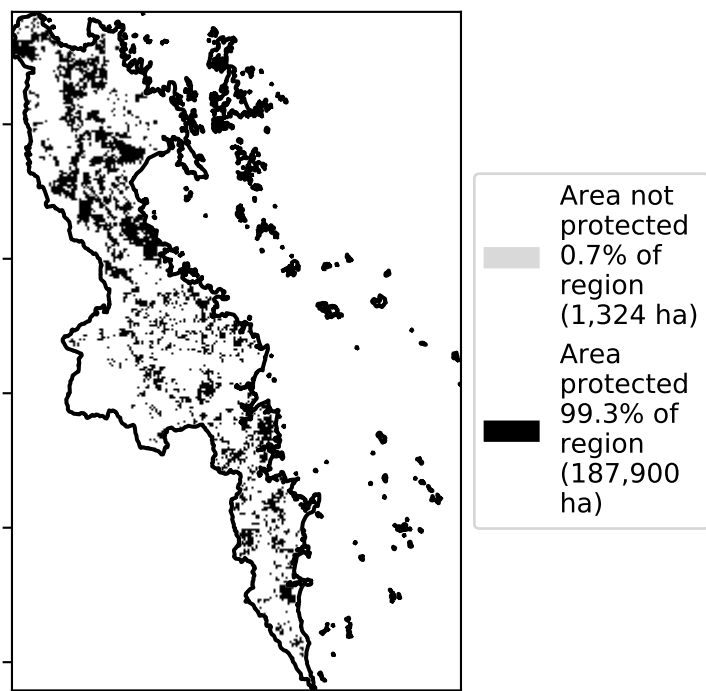 Area not
protected
0.7% of
region
(1,324 ha)
Area
protected
99.3% of
region
(187,900
ha)